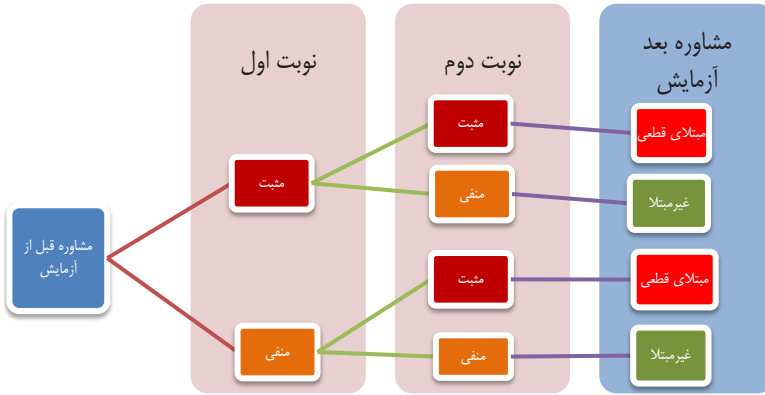 مشاوره بعد
آزمایش
نوبت دوم
نوبت اول
مثبت
مبتلای قطعی
مثبت
منفی
غیرمبتلا
مشاوره قبل از
آزمایش
مثبت
مبتلای قطعی
منفی
منفی
غیرمبتلا